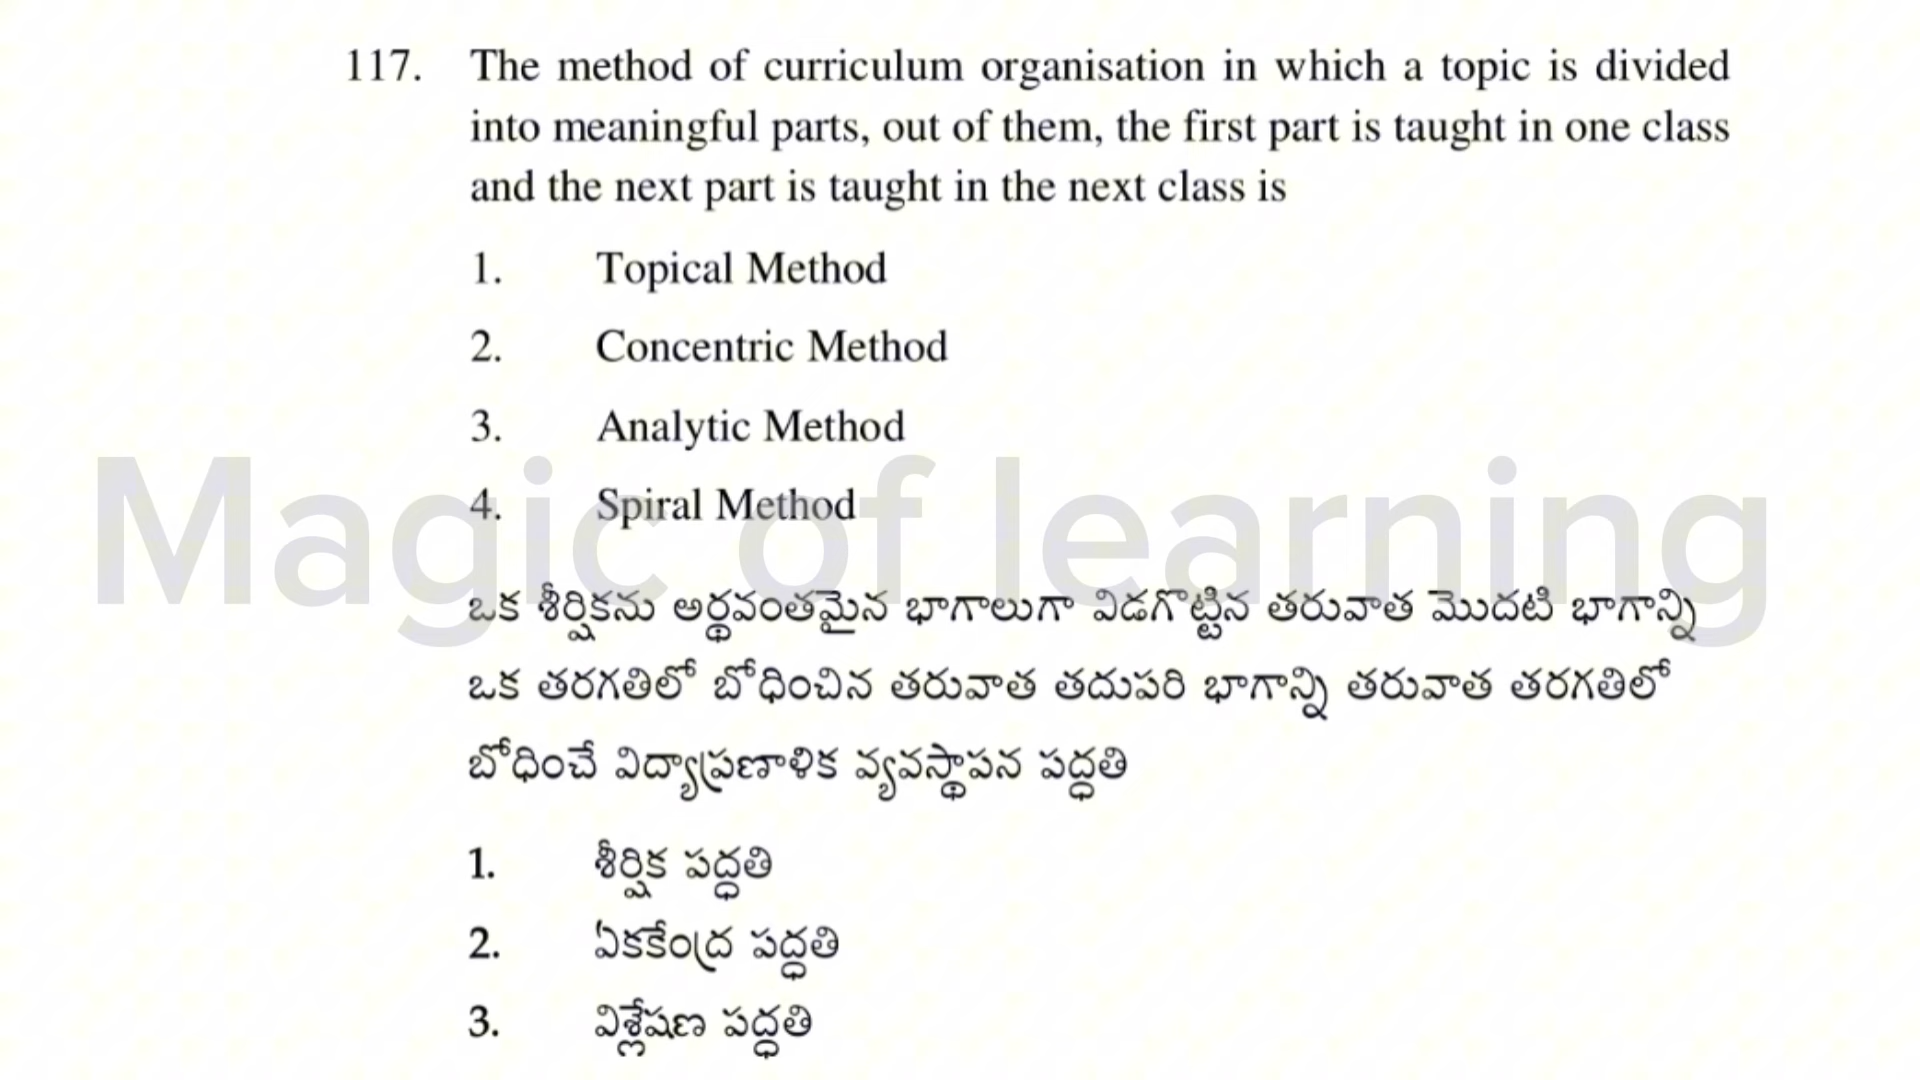 117. The method of curriculum organisation in which a topic is divided
into meaningful parts, out of them, the first part is taught in one class
and the next part is taught in the next class is
1. Topical Method
2. Concentric Method
3. Analytic Method
4. Spiral Method
Magic of learning
ఒక శీర్షికను అర్థవంతమైన భాగాలుగా విడగొట్టిన తరువాత మొదటి భాగాన్ని
ఒక తరగతిలో బోధించిన తరువాత తదుపరి భాగాన్ని తరువాత తరగతిలో
బోధించే విద్యాప్రణాళిక వ్యవస్థాపన పద్ధతి
1. శీర్షిక పద్ధతి
2. ఏకకేంద్ర పద్ధతి
3. విశ్లేషణ పద్ధతి